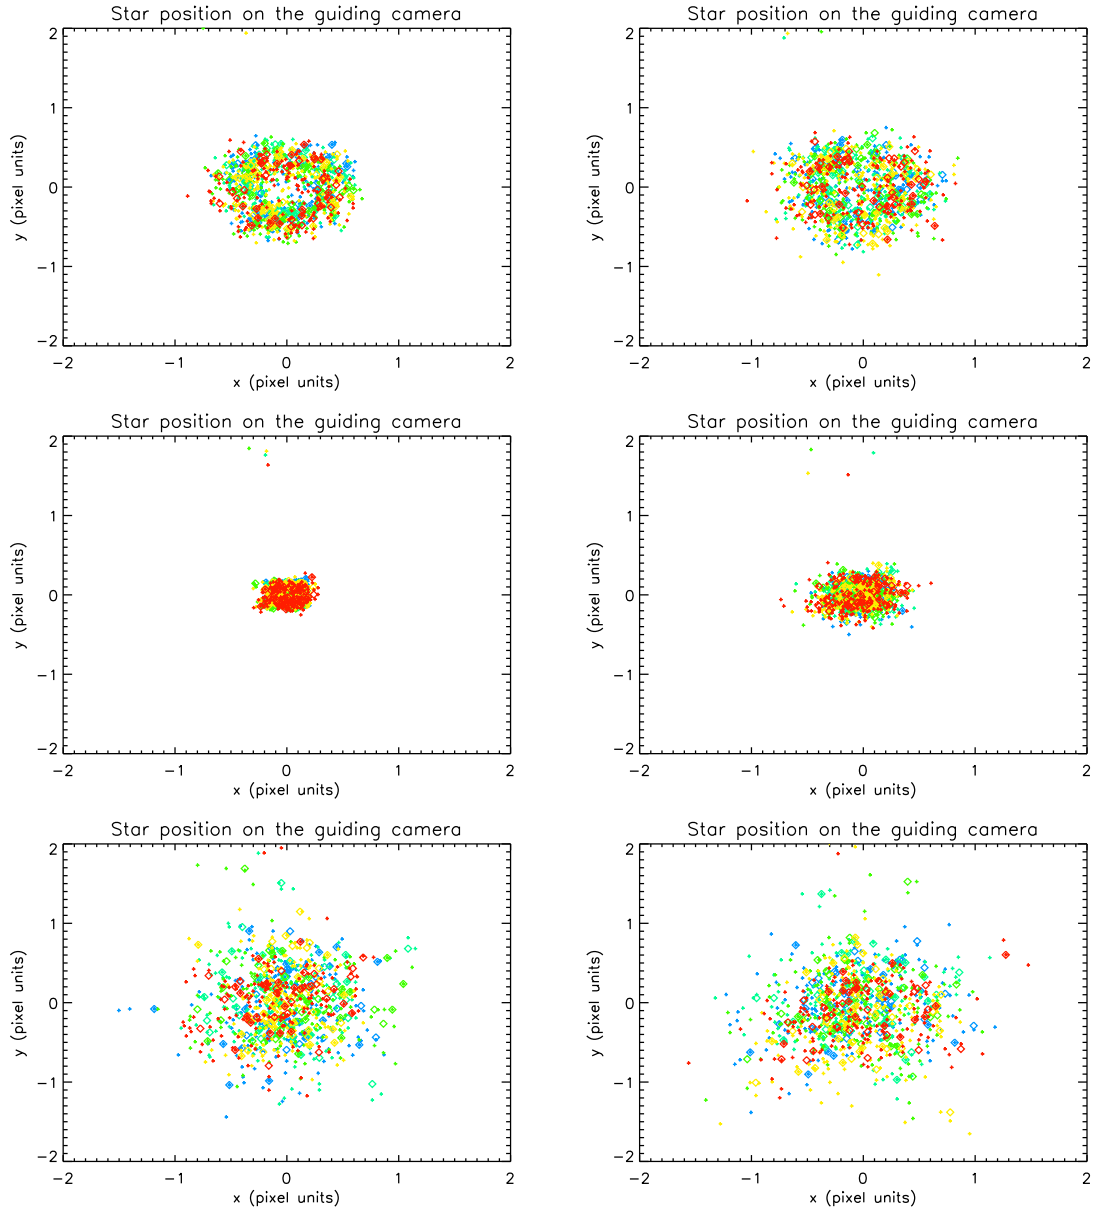 Star position on the guiding camera
Star position on the guiding camera
2
1
0
−1
−2
y (pixel units)
−2 −1 0 1 2
x (pixel units)
2
1
0
−1
−2
y (pixel units)
−2 −1 0 1 2
x (pixel units)
Star position on the guiding camera
Star position on the guiding camera
2
1
0
−1
−2
y (pixel units)
−2 −1 0 1 2
x (pixel units)
2
1
0
−1
−2
y (pixel units)
−2 −1 0 1 2
x (pixel units)
Star position on the guiding camera
Star position on the guiding camera
2
1
0
−1
−2
y (pixel units)
−2 −1 0 1 2
x (pixel units)
2
1
0
−1
−2
y (pixel units)
−2 −1 0 1 2
x (pixel units)